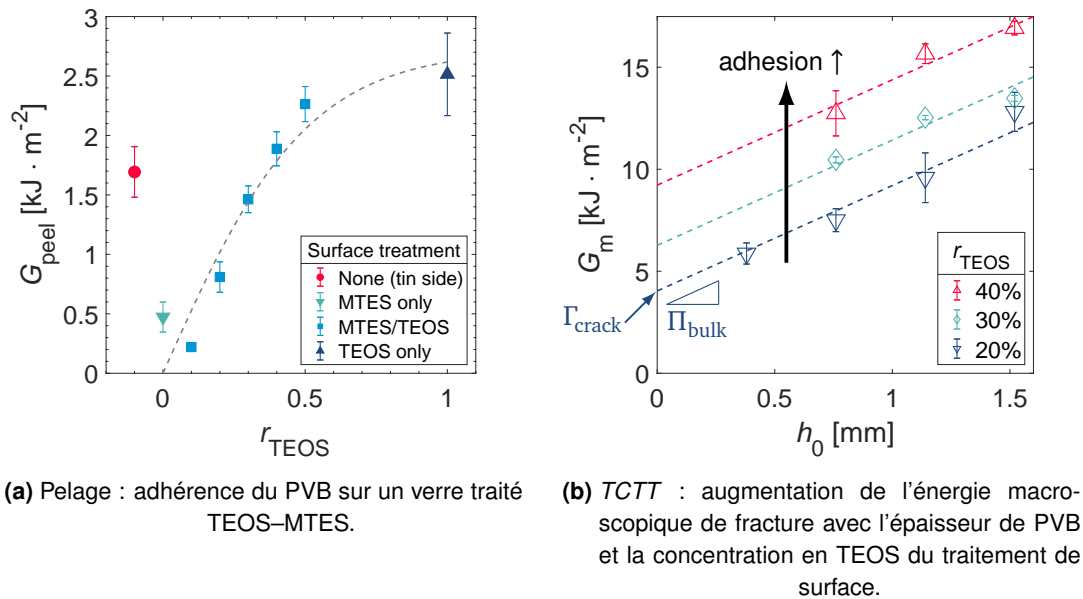 3
2.5
2
1.5
1
0.5
0
G_peel [kJ · m^-2]
0
0.5
1
r_TEOS
Surface treatment
None (tin side)
MTES only
MTES/TEOS
TEOS only
15
10
5
0
G_m [kJ · m^-2]
0
0.5
1
1.5
h_0 [mm]
adhesion ↑
Γ_crack
Π_bulk
r_TEOS
40%
30%
20%
(a) Pelage : adhérence du PVB sur un verre traité
TEOS–MTES.
(b) TCTT : augmentation de l'énergie macro-
scopique de fracture avec l'épaisseur de PVB
et la concentration en TEOS du traitement de
surface.